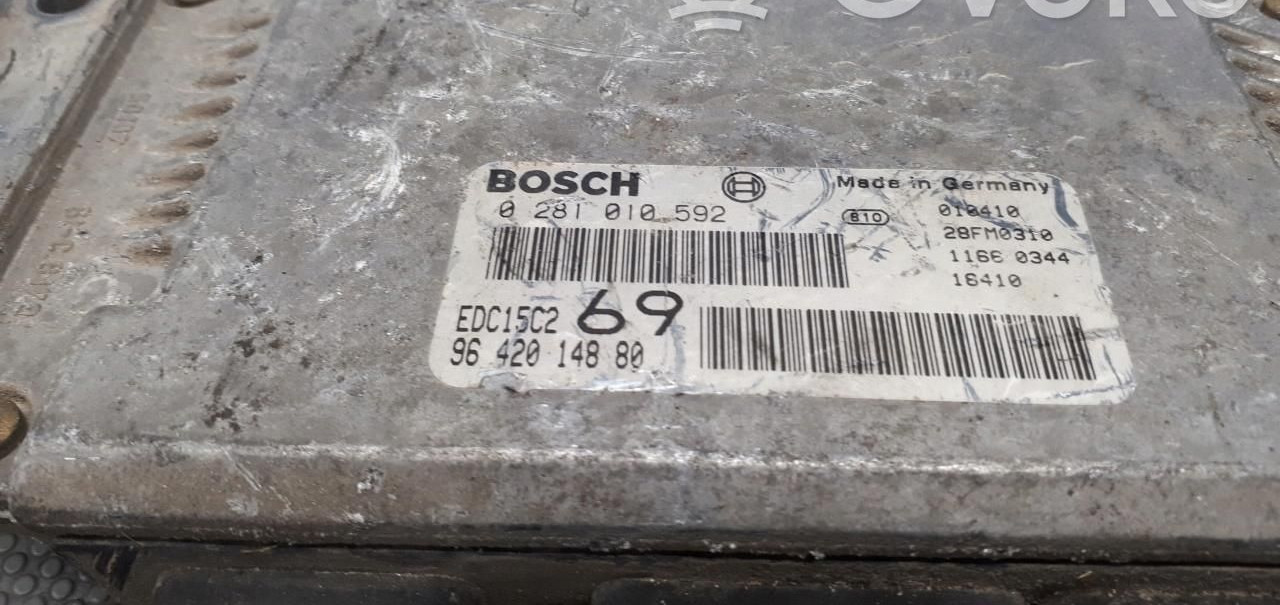 BOSCH
Made in Germany
0 281 010 592
810
010410
28FM0310
1166 0344
16410
EDC15C2 69
96 420 148 80